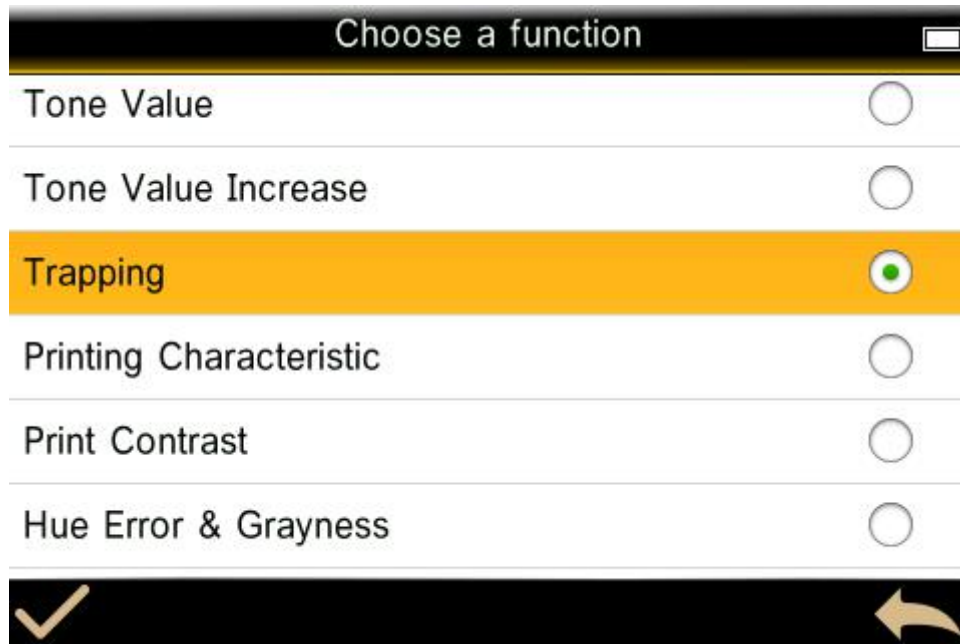 Choose a function
Tone Value
Tone Value Increase
Trapping
Printing Characteristic
Print Contrast
Hue Error & Grayness